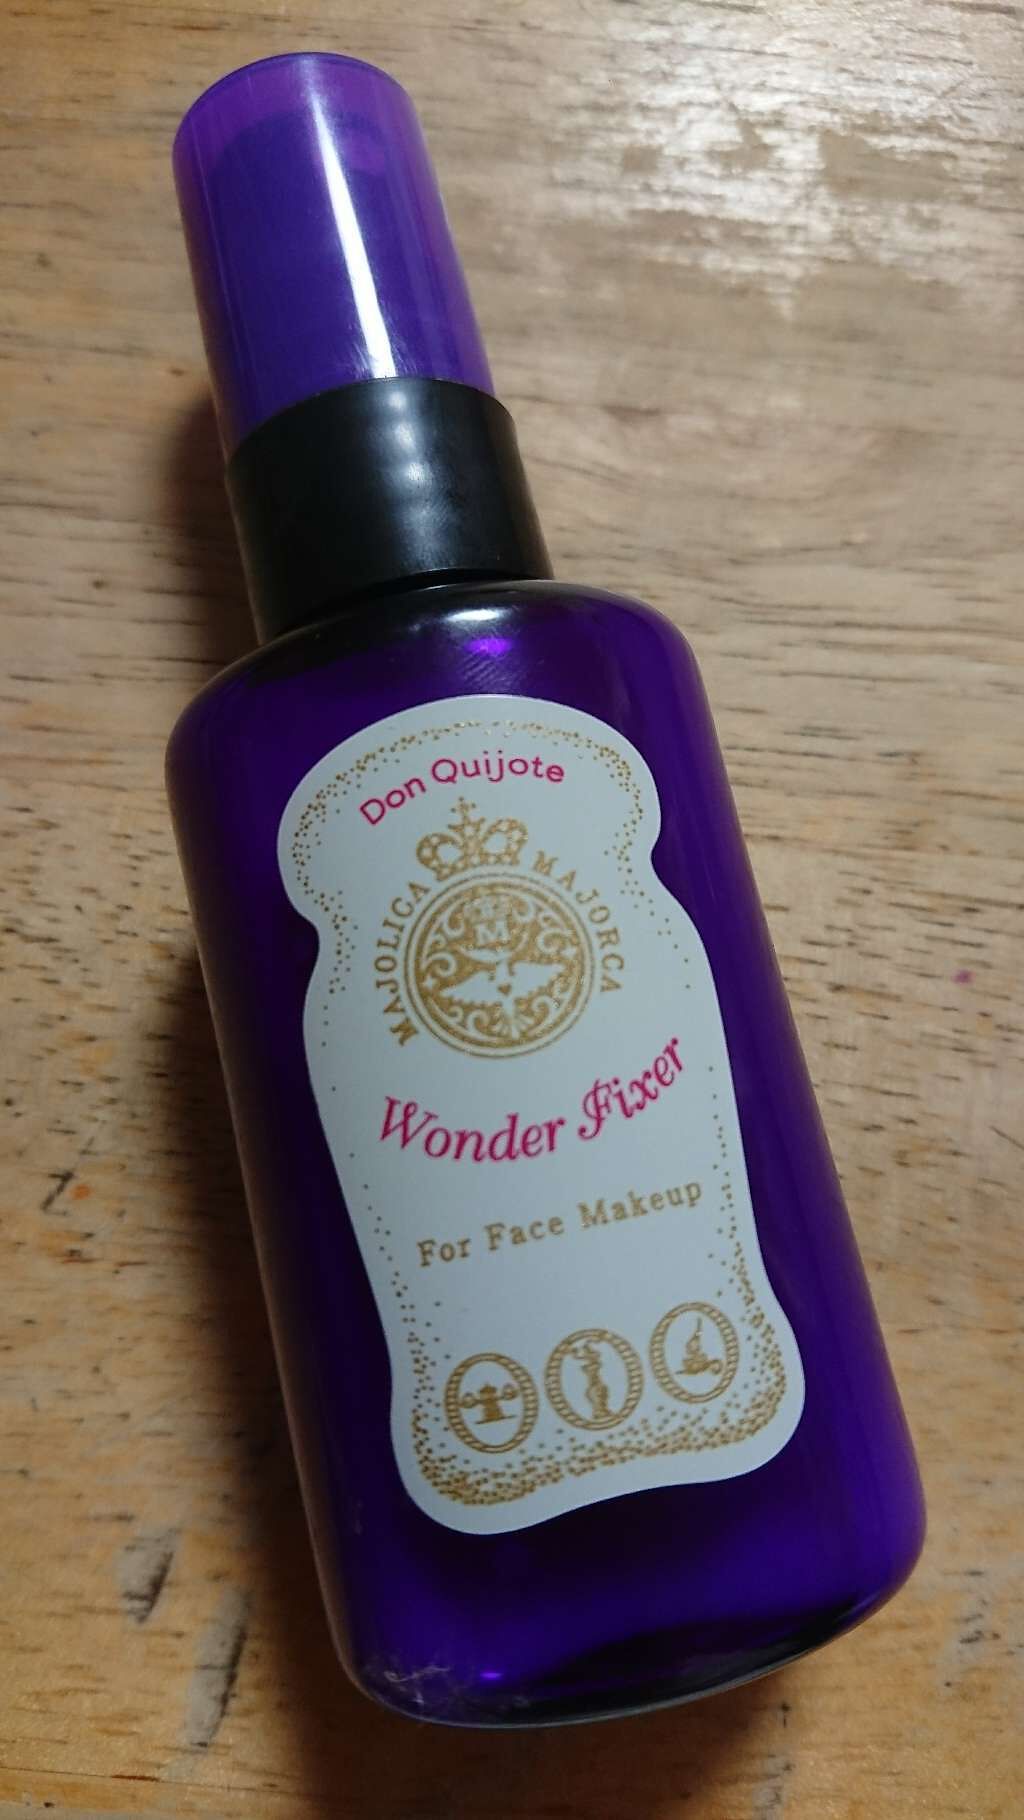 Don Quijote
MAJOLICA MAJORCA
M
Wonder Fixer
For Face Makeup